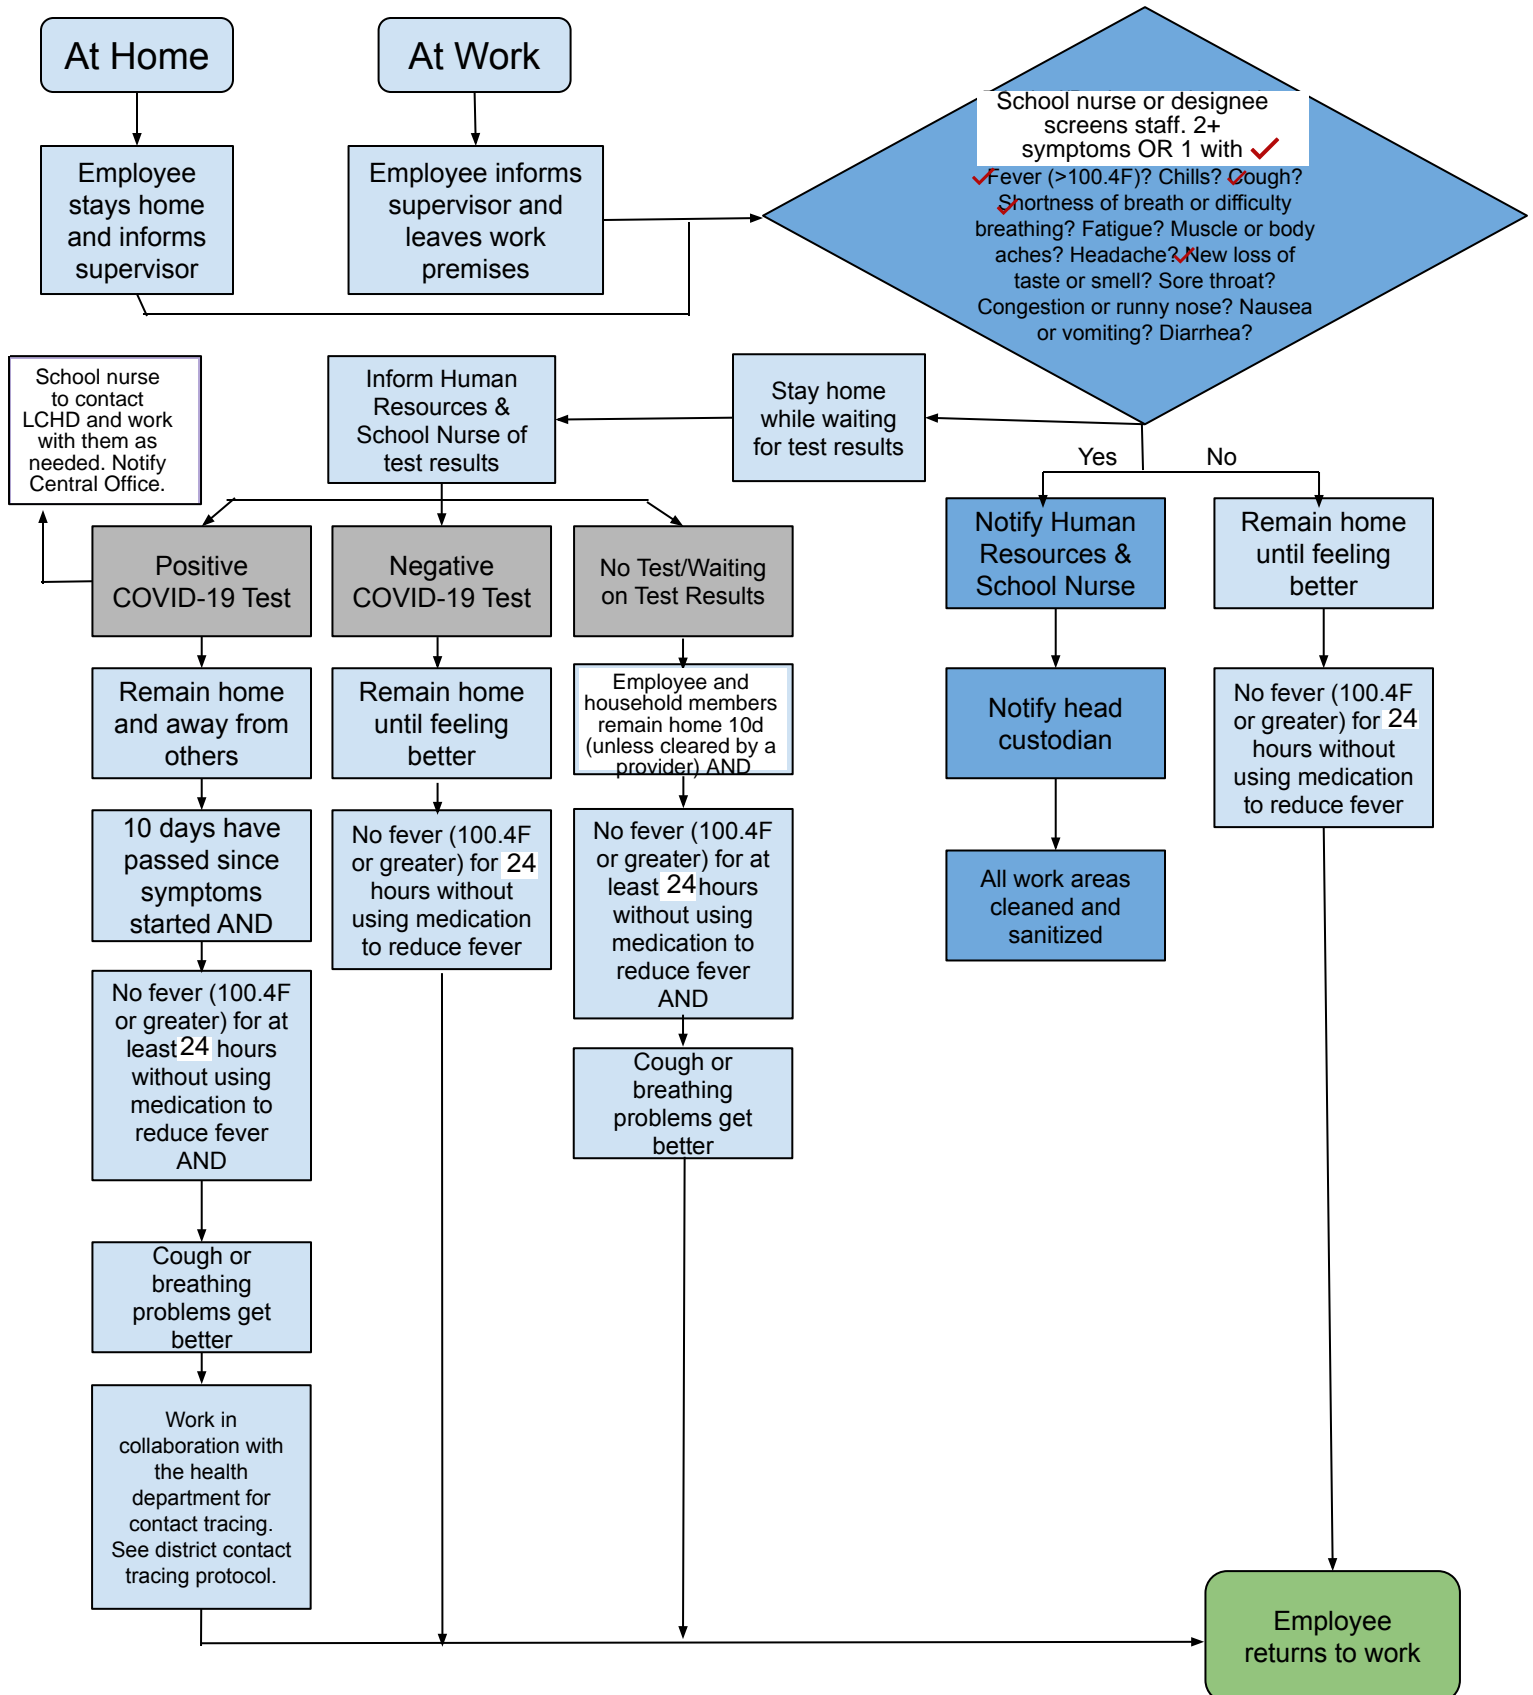 At Home
At Work
Employee
stays home
and informs
supervisor
Employee informs
supervisor and
leaves work
premises
School nurse or designee
screens staff. 2+
symptoms OR 1 with
Fever (>100.4F)? Chills? Cough?
Shortness of breath or difficulty
breathing? Fatigue? Muscle or body
aches? Headache? New loss of
taste or smell? Sore throat?
Congestion or runny nose? Nausea
or vomiting? Diarrhea?
School nurse
to contact
LCHD and work
with them as
needed. Notify
Central Office.
Inform Human
Resources &
School Nurse of
test results
Stay home
while waiting
for test results
Yes
No
Positive
COVID-19 Test
Negative
COVID-19 Test
No Test/Waiting
on Test Results
Notify Human
Resources &
School Nurse
Remain home
until feeling
better
Remain home
and away from
others
Remain home
until feeling
better
Employee and
household members
remain home 10d
(unless cleared by a
provider) AND
Notify head
custodian
No fever (100.4F
or greater) for 24
hours without
using medication
to reduce fever
10 days have
passed since
symptoms
started AND
No fever (100.4F
or greater) for 24
hours without
using medication
to reduce fever
No fever (100.4F
or greater) for at
least 24 hours
without using
medication to
reduce fever
AND
All work areas
cleaned and
sanitized
No fever (100.4F
or greater) for at
least 24 hours
without using
medication to
reduce fever
AND
Cough or
breathing
problems get
better
Cough or
breathing
problems get
better
Work in
collaboration with
the health
department for
contact tracing.
See district contact
tracing protocol.
Employee
returns to work